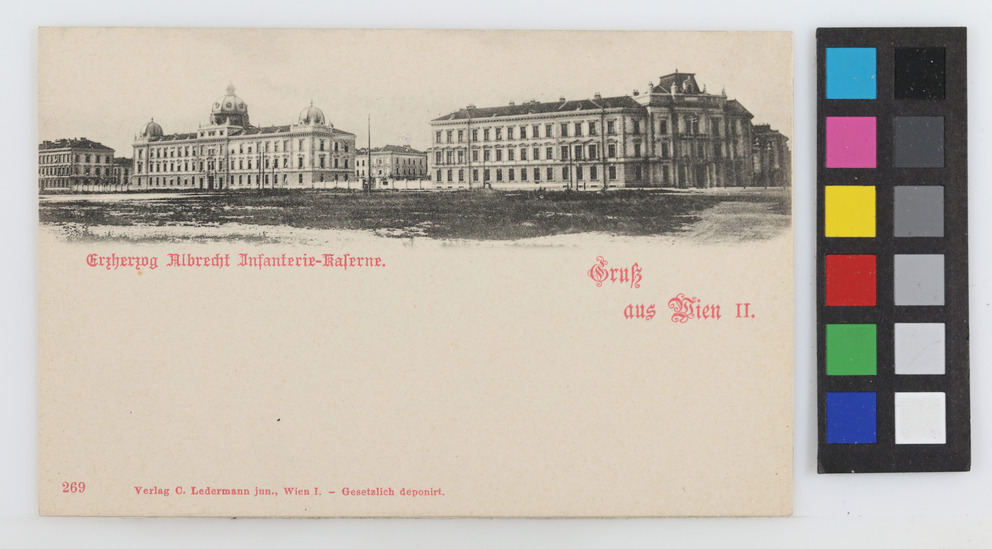 Erzherzog Albrecht Infanterie-Kaserne.
Gruß
aus Wien II.
269
Verlag C. Ledermann jun., Wien I. – Gesetzlich deponirt.